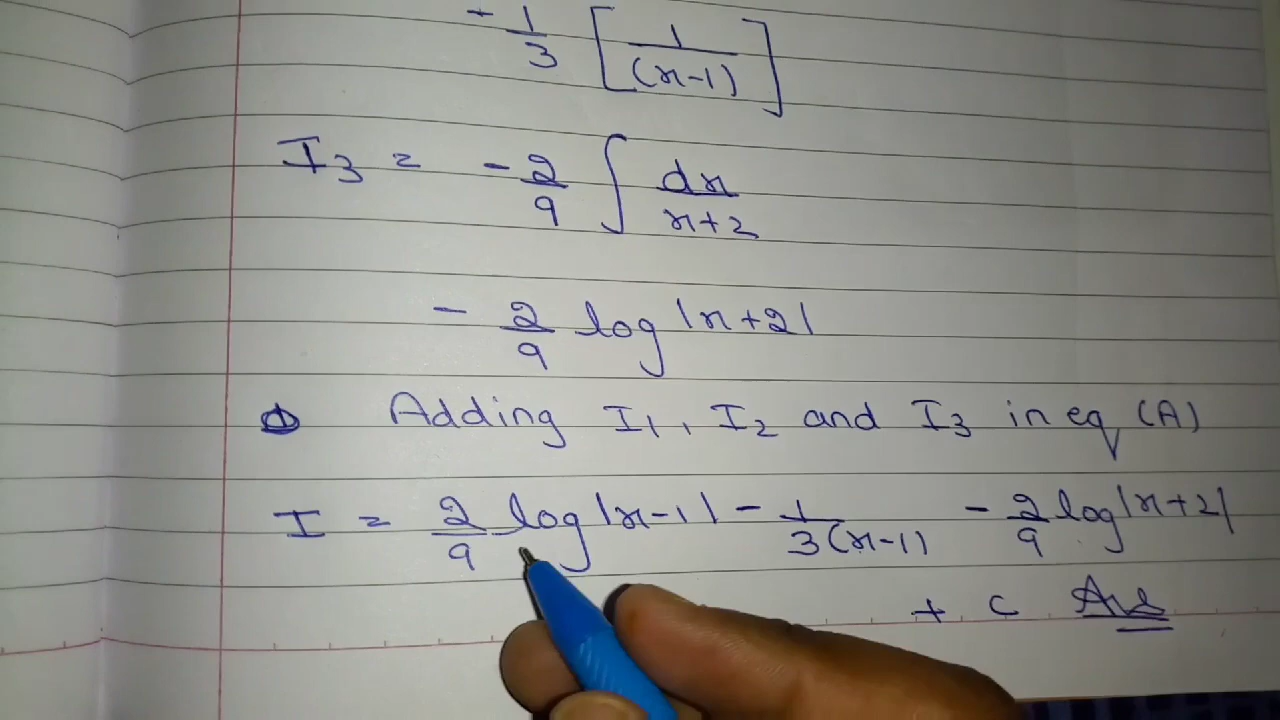 - 1/3 [ 1/(x-1) ]
I3 = -2/9 ∫ dx/x+2
- 2/9 log |x+2|
Adding I1, I2 and I3 in eq (A)
I = 2/9 log|x-1| - 1/3(x-1) - 2/9 log|x+2|
+ c Ans